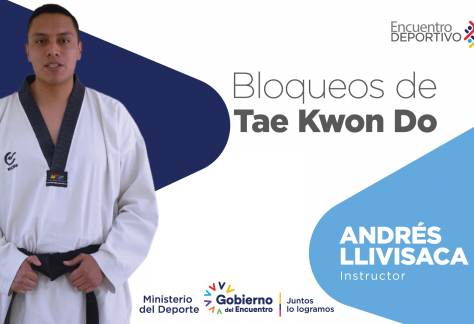 Encuentro
DEPORTIVO
Bloqueos de
Tae Kwon Do
ANDRÉS
LLIVISACA
Instructor
Ministerio
del Deporte
Gobierno
del Encuentro
Juntos
lo logramos